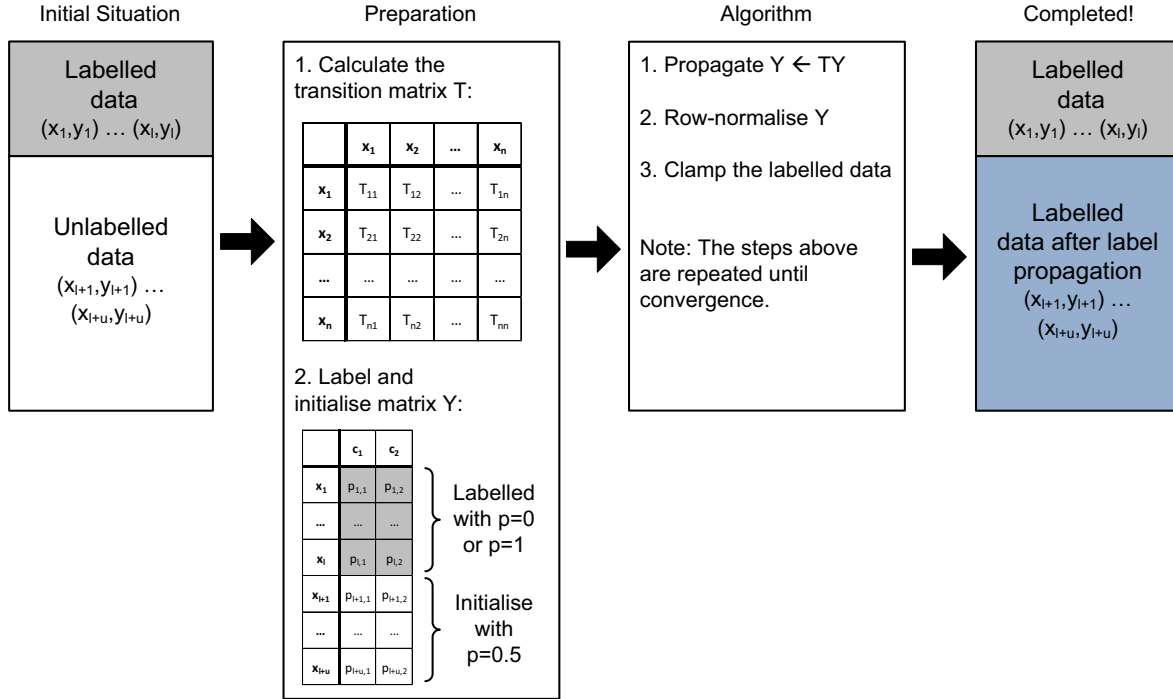 Initial Situation
Labelled
data
(x1,y1) … (xl,yl)
Unlabelled
data
(xl+1,yl+1) …
(xl+u,yl+u)
Preparation
1. Calculate the
transition matrix T:
x1 x2 ... xn
x1 T11 T12 ... T1n
x2 T21 T22 ... T2n
... ... ... ... ...
xn Tn1 Tn2 ... Tnn
2. Label and
initialise matrix Y:
c1 c2
x1 p1,1 p1,2
... ... ...
xl pl,1 pl,2
xl+1 pl+1,1 pl+1,2
... ... ...
xl+u pl+u,1 pl+u,2
Labelled
with p=0
or p=1
Initialise
with
p=0.5
Algorithm
1. Propagate Y ← TY
2. Row-normalise Y
3. Clamp the labelled data
Note: The steps above
are repeated until
convergence.
Completed!
Labelled
data
(x1,y1) … (xl,yl)
Labelled
data after label
propagation
(xl+1,yl+1) …
(xl+u,yl+u)